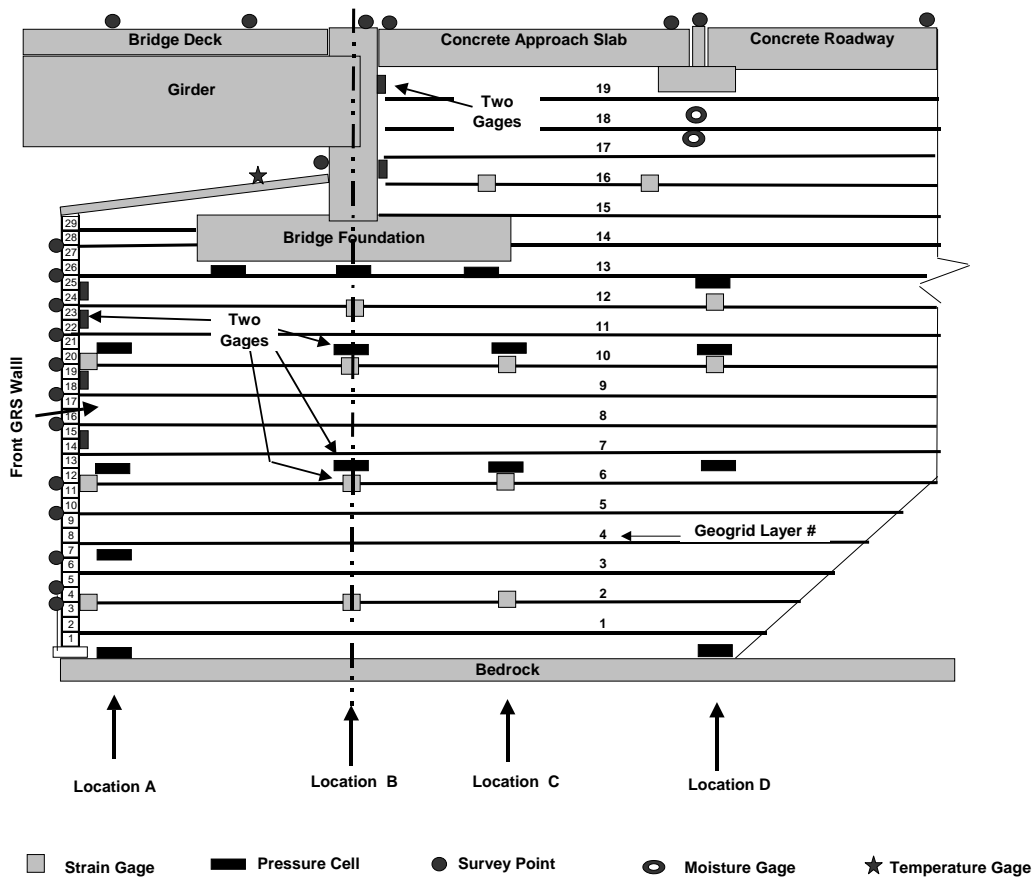 Bridge Deck
Concrete Approach Slab
Concrete Roadway
Girder
Two
Gages
19
18
17
16
15
Bridge Foundation
14
13
12
11
10
9
8
7
6
5
4
Geogrid Layer #
3
2
1
Two
Gages
29
28
27
26
25
24
23
22
21
20
19
18
17
16
15
14
13
12
11
10
9
8
7
6
5
4
3
2
1
Front GRS Walll
Bedrock
Location A
Location B
Location C
Location D
Strain Gage
Pressure Cell
Survey Point
Moisture Gage
Temperature Gage